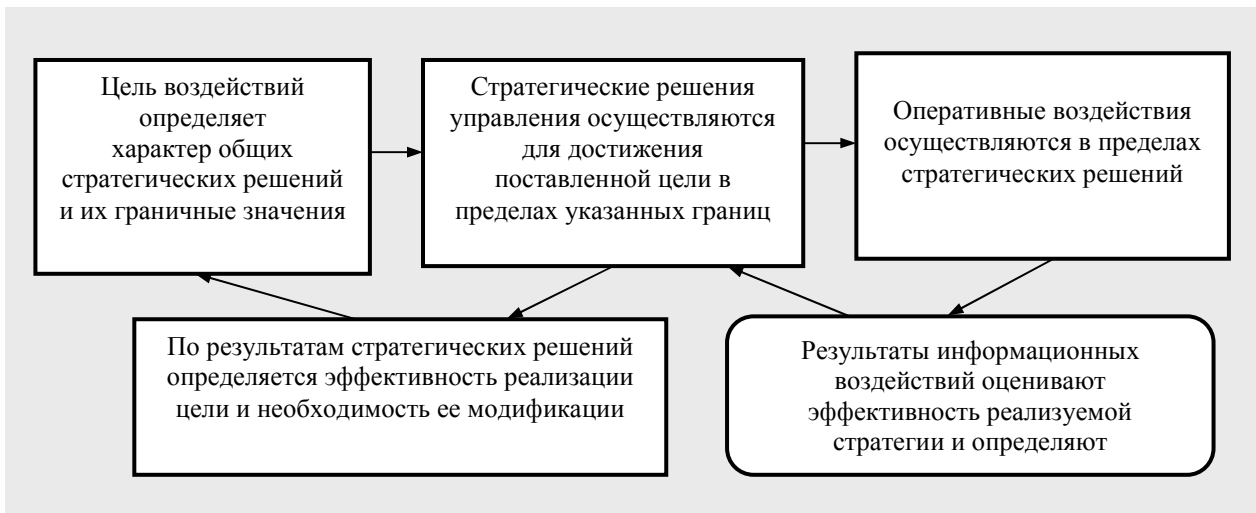 Цель воздействий
определяет
характер общих
стратегических решений
и их граничные значения
Стратегические решения
управления осуществляются
для достижения
поставленной цели в
пределах указанных границ
Оперативные воздействия
осуществляются в пределах
стратегических решений
По результатам стратегических решений
определяется эффективность реализации
цели и необходимость ее модификации
Результаты информационных
воздействий оценивают
эффективность реализуемой
стратегии и определяют